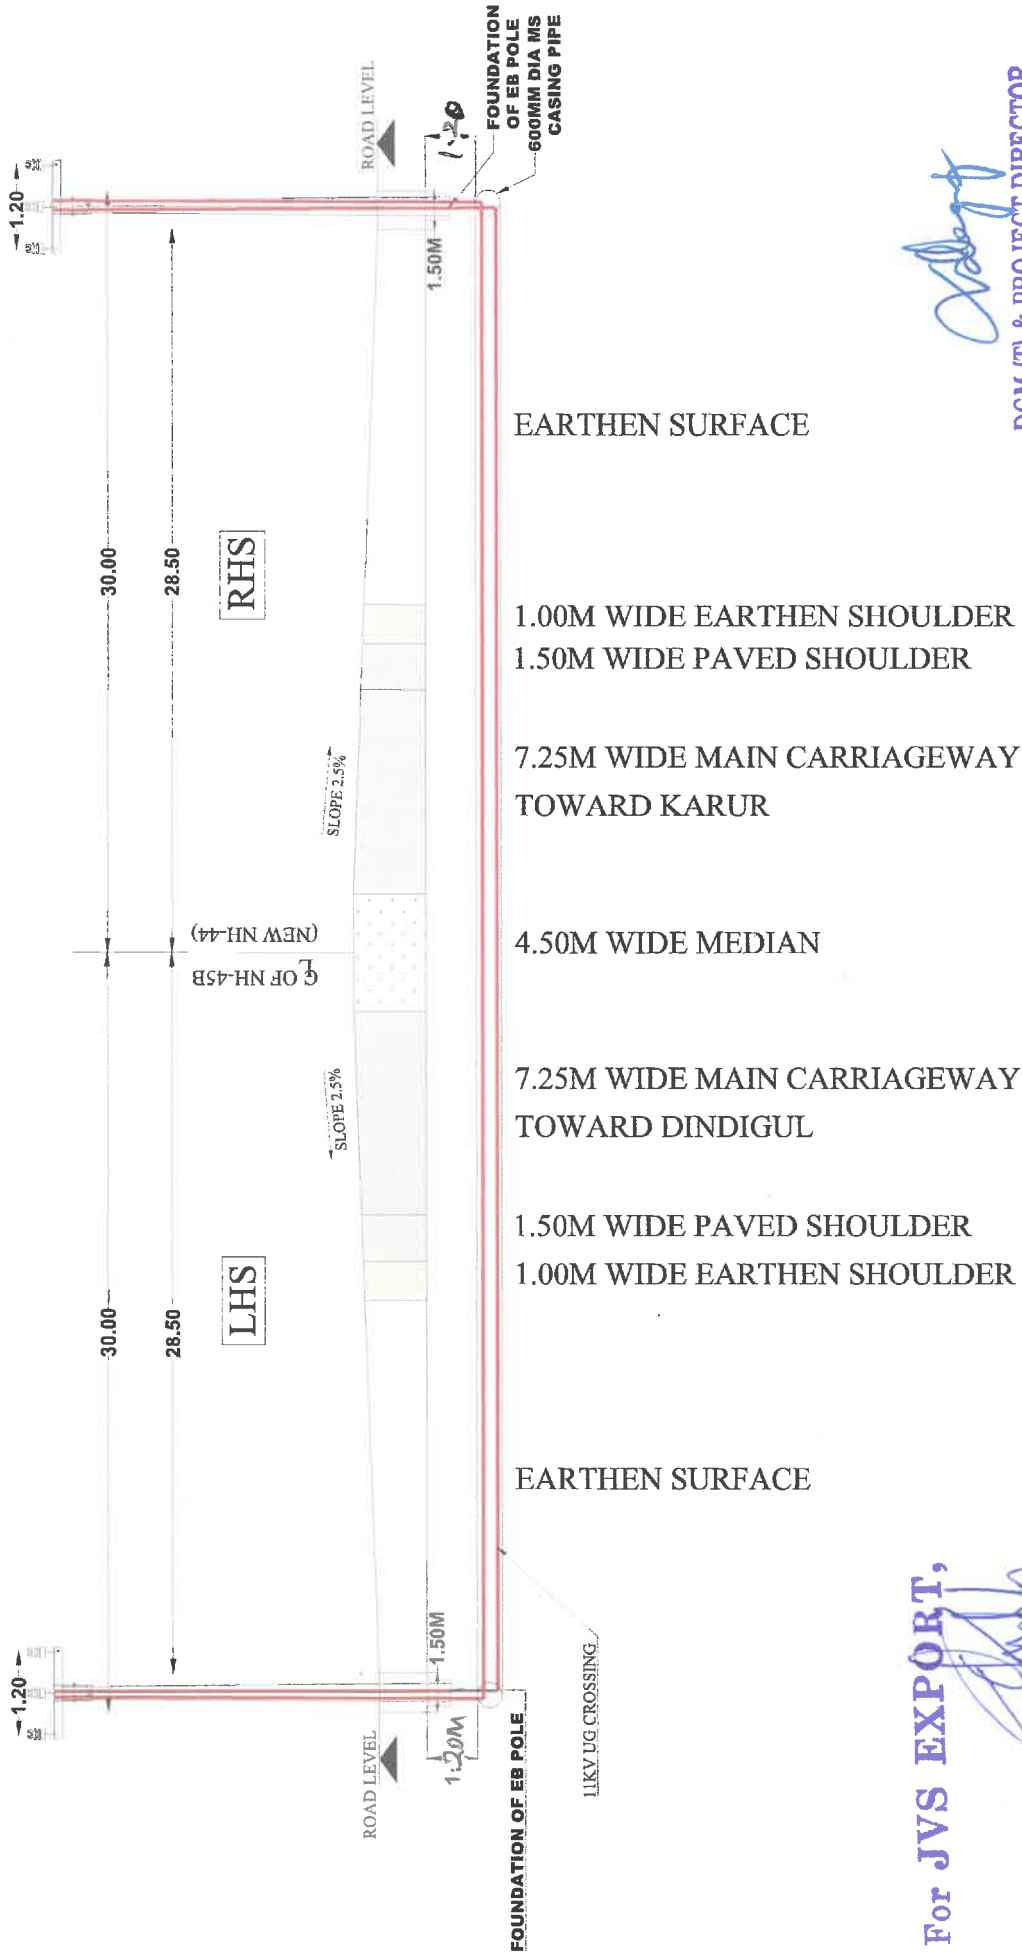 1.20
30.00
28.50
RHS
ROAD LEVEL
1.20
FOUNDATION
OF EB POLE
600MM DIA MS
CASING PIPE
1.50M
EARTHEN SURFACE
1.00M WIDE EARTHEN SHOULDER
1.50M WIDE PAVED SHOULDER
7.25M WIDE MAIN CARRIAGEWAY
TOWARD KARUR
SLOPE 2.5%
(NEW NH-44)
℄ OF NH-45B
4.50M WIDE MEDIAN
SLOPE 2.5%
7.25M WIDE MAIN CARRIAGEWAY
TOWARD DINDIGUL
1.50M WIDE PAVED SHOULDER
1.00M WIDE EARTHEN SHOULDER
LHS
30.00
28.50
EARTHEN SURFACE
1.20
1.50M
ROAD LEVEL
1.20M
FOUNDATION OF EB POLE
11KV UG CROSSING
For JVS EXPORT,
DGM (T) & PROJECT DIRECTOR